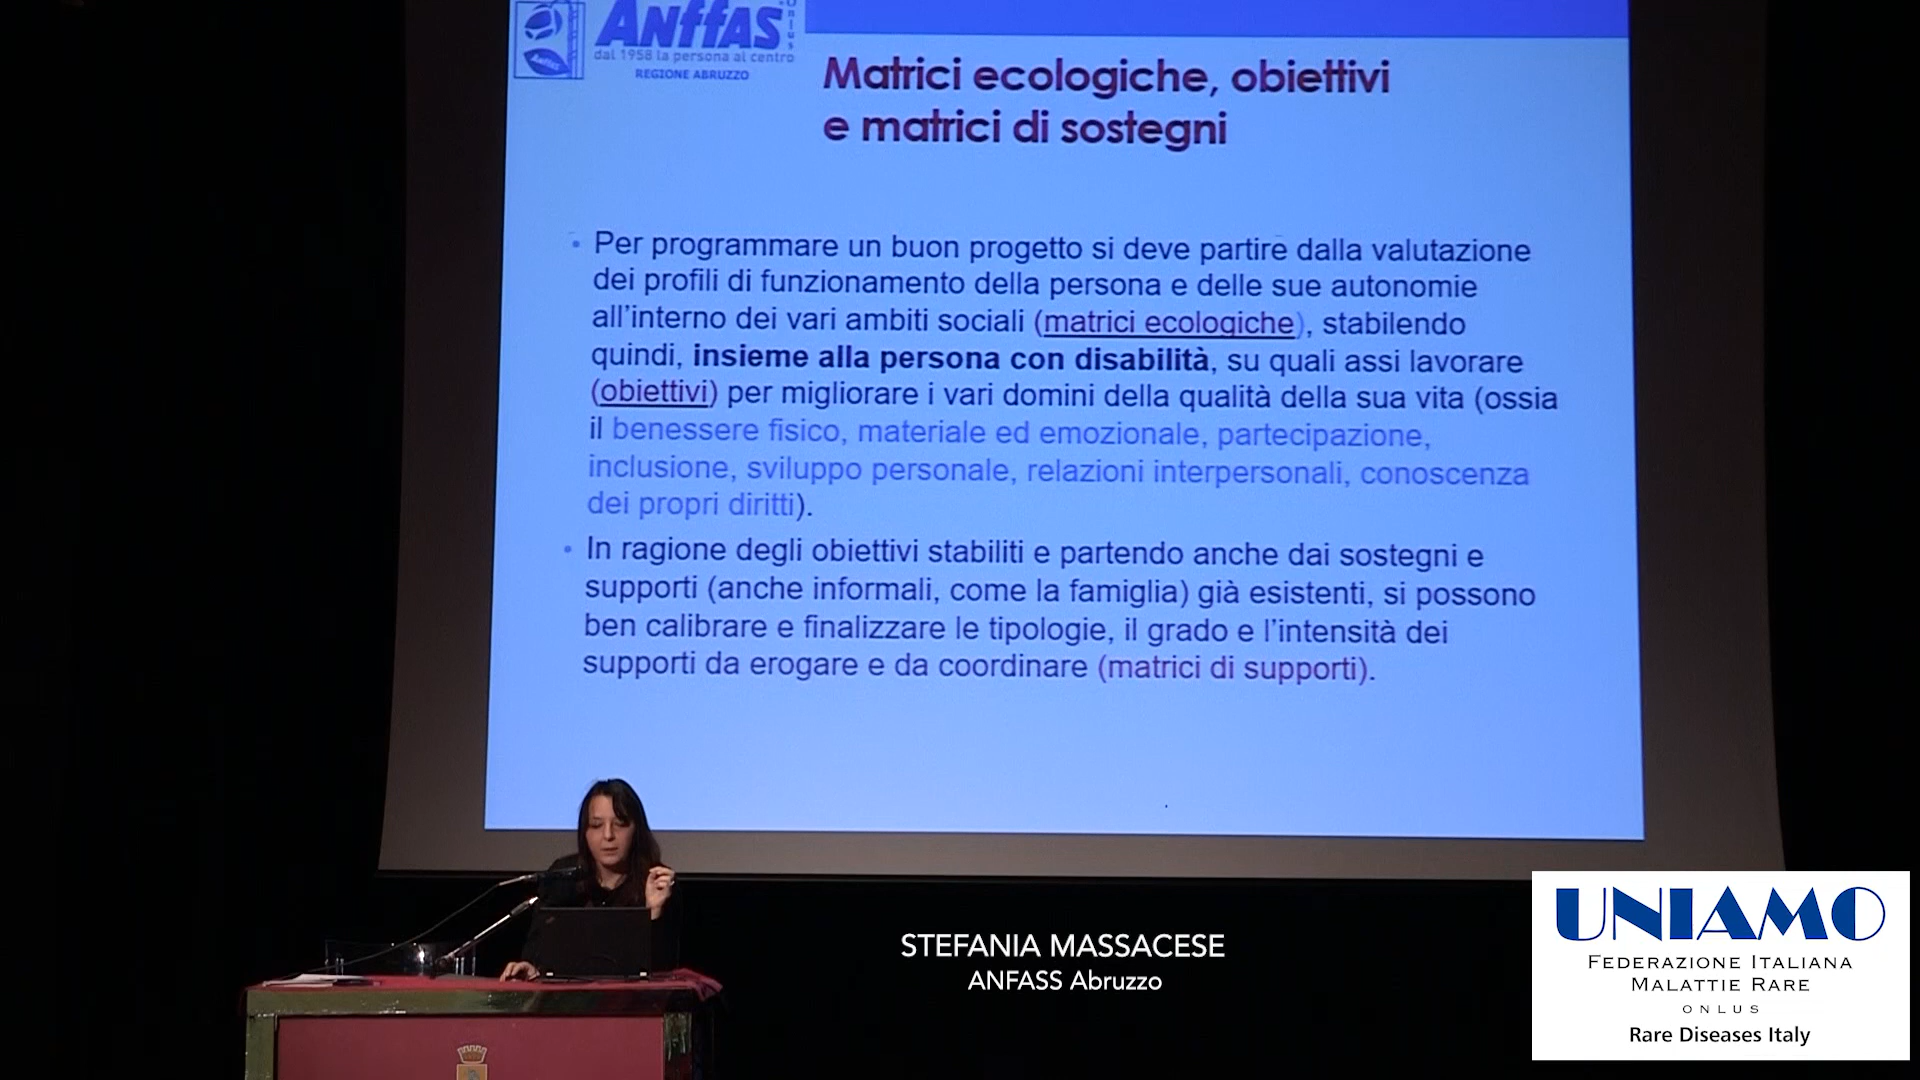 Anffas
Onlus
dal 1958 la persona al centro
REGIONE ABRUZZO
Matrici ecologiche, obiettivi
e matrici di sostegni
• Per programmare un buon progetto si deve partire dalla valutazione
dei profili di funzionamento della persona e delle sue autonomie
all'interno dei vari ambiti sociali (matrici ecologiche), stabilendo
quindi, insieme alla persona con disabilità, su quali assi lavorare
(obiettivi) per migliorare i vari domini della qualità della sua vita (ossia
il benessere fisico, materiale ed emozionale, partecipazione,
inclusione, sviluppo personale, relazioni interpersonali, conoscenza
dei propri diritti).
• In ragione degli obiettivi stabiliti e partendo anche dai sostegni e
supporti (anche informali, come la famiglia) già esistenti, si possono
ben calibrare e finalizzare le tipologie, il grado e l'intensità dei
supporti da erogare e da coordinare (matrici di supporti).
STEFANIA MASSACESE
ANFASS Abruzzo
UNIAMO
FEDERAZIONE ITALIANA
MALATTIE RARE
ONLUS
Rare Diseases Italy